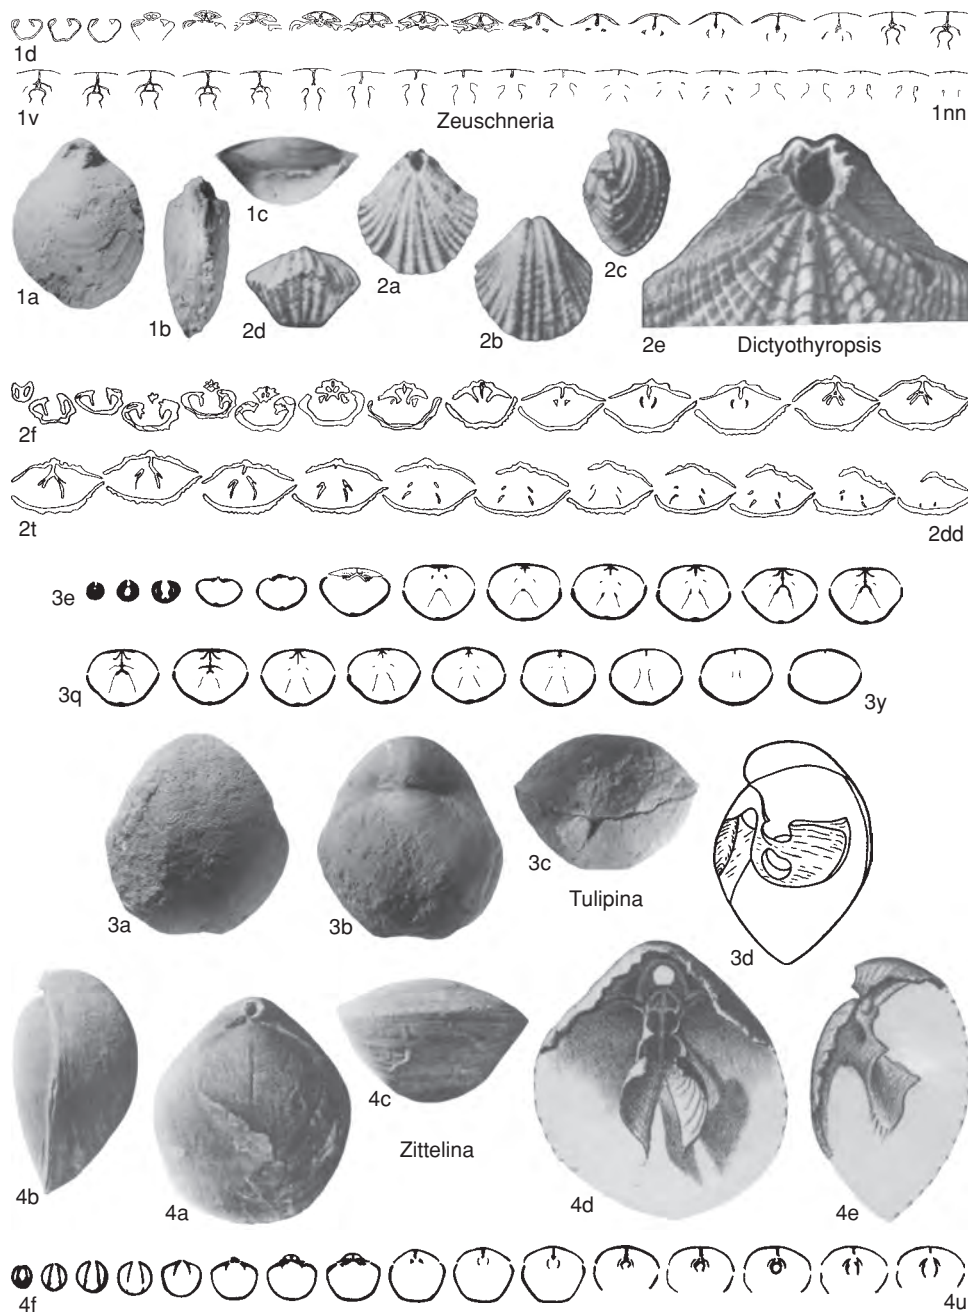 1d
1v
Zeuschneria
1nn
1a
1b
1c
2d
2a
2b
2c
2e
Dictyothyropsis
2f
2t
2dd
3e
3q
3y
3a
3b
3c
Tulipina
3d
4b
4a
4c
Zittelina
4d
4e
4f
4u